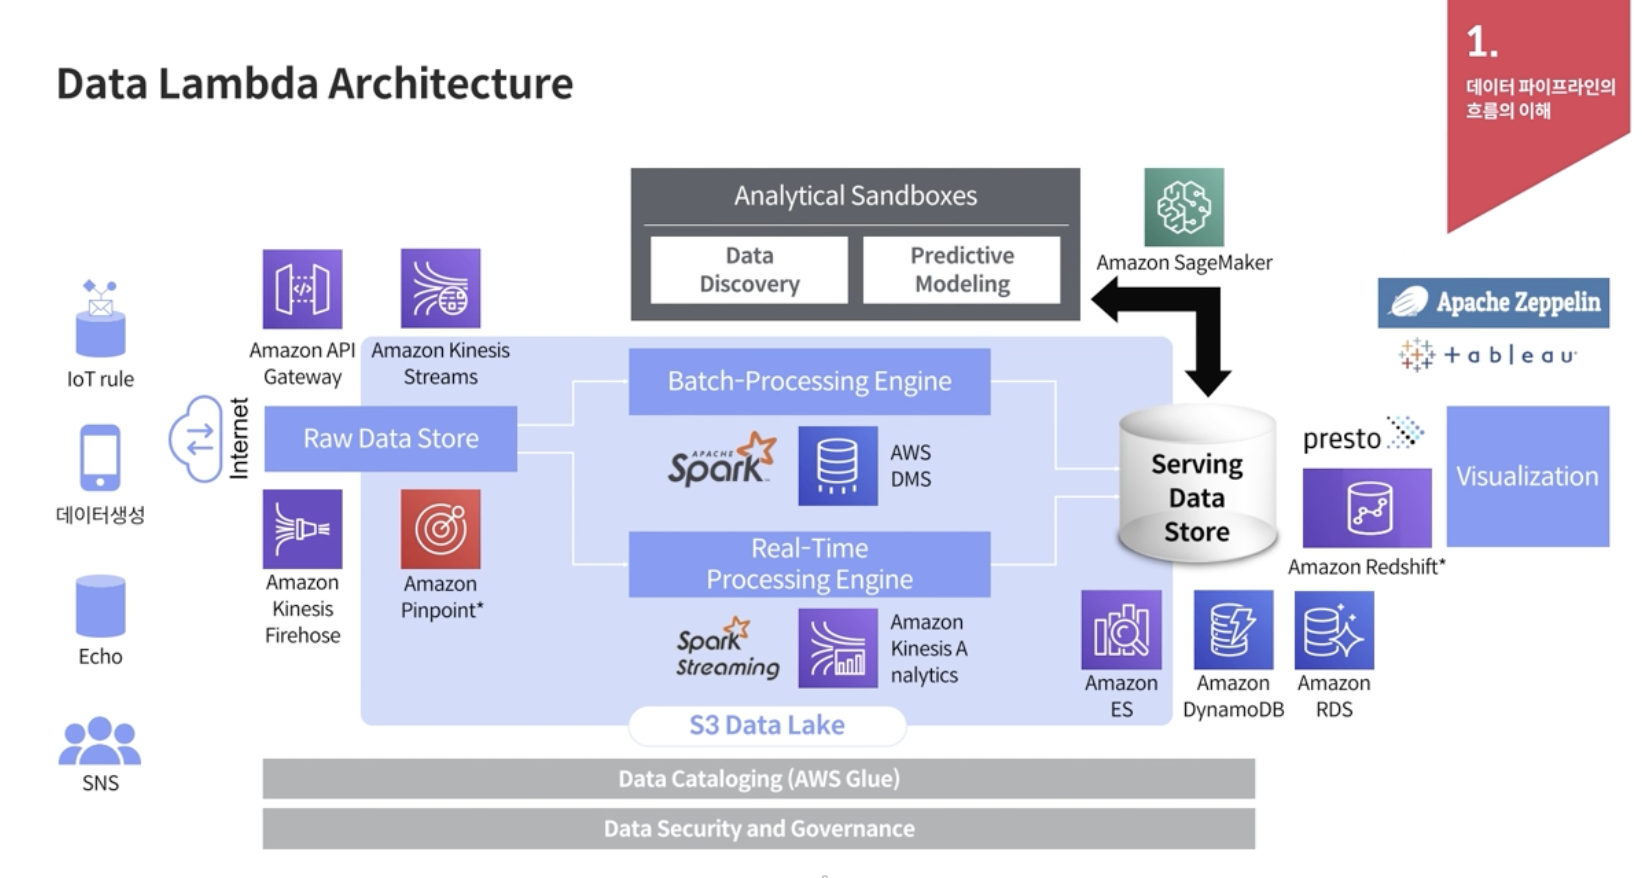 Data Lambda Architecture
1.
데이터 파이프라인의
흐름의 이해
Analytical Sandboxes
Data
Discovery
Predictive
Modeling
Amazon SageMaker
Apache Zeppelin
+ableau
IoT rule
데이터생성
Echo
SNS
Internet
Amazon API
Gateway
Amazon Kinesis
Streams
Raw Data Store
Amazon
Kinesis
Firehose
Amazon
Pinpoint*
Batch-Processing Engine
APACHE
Spark
AWS
DMS
Real-Time
Processing Engine
Spark
Streaming
Amazon
Kinesis A
nalytics
S3 Data Lake
Serving
Data
Store
presto
Amazon Redshift*
Visualization
Amazon
ES
Amazon
DynamoDB
Amazon
RDS
Data Cataloging (AWS Glue)
Data Security and Governance